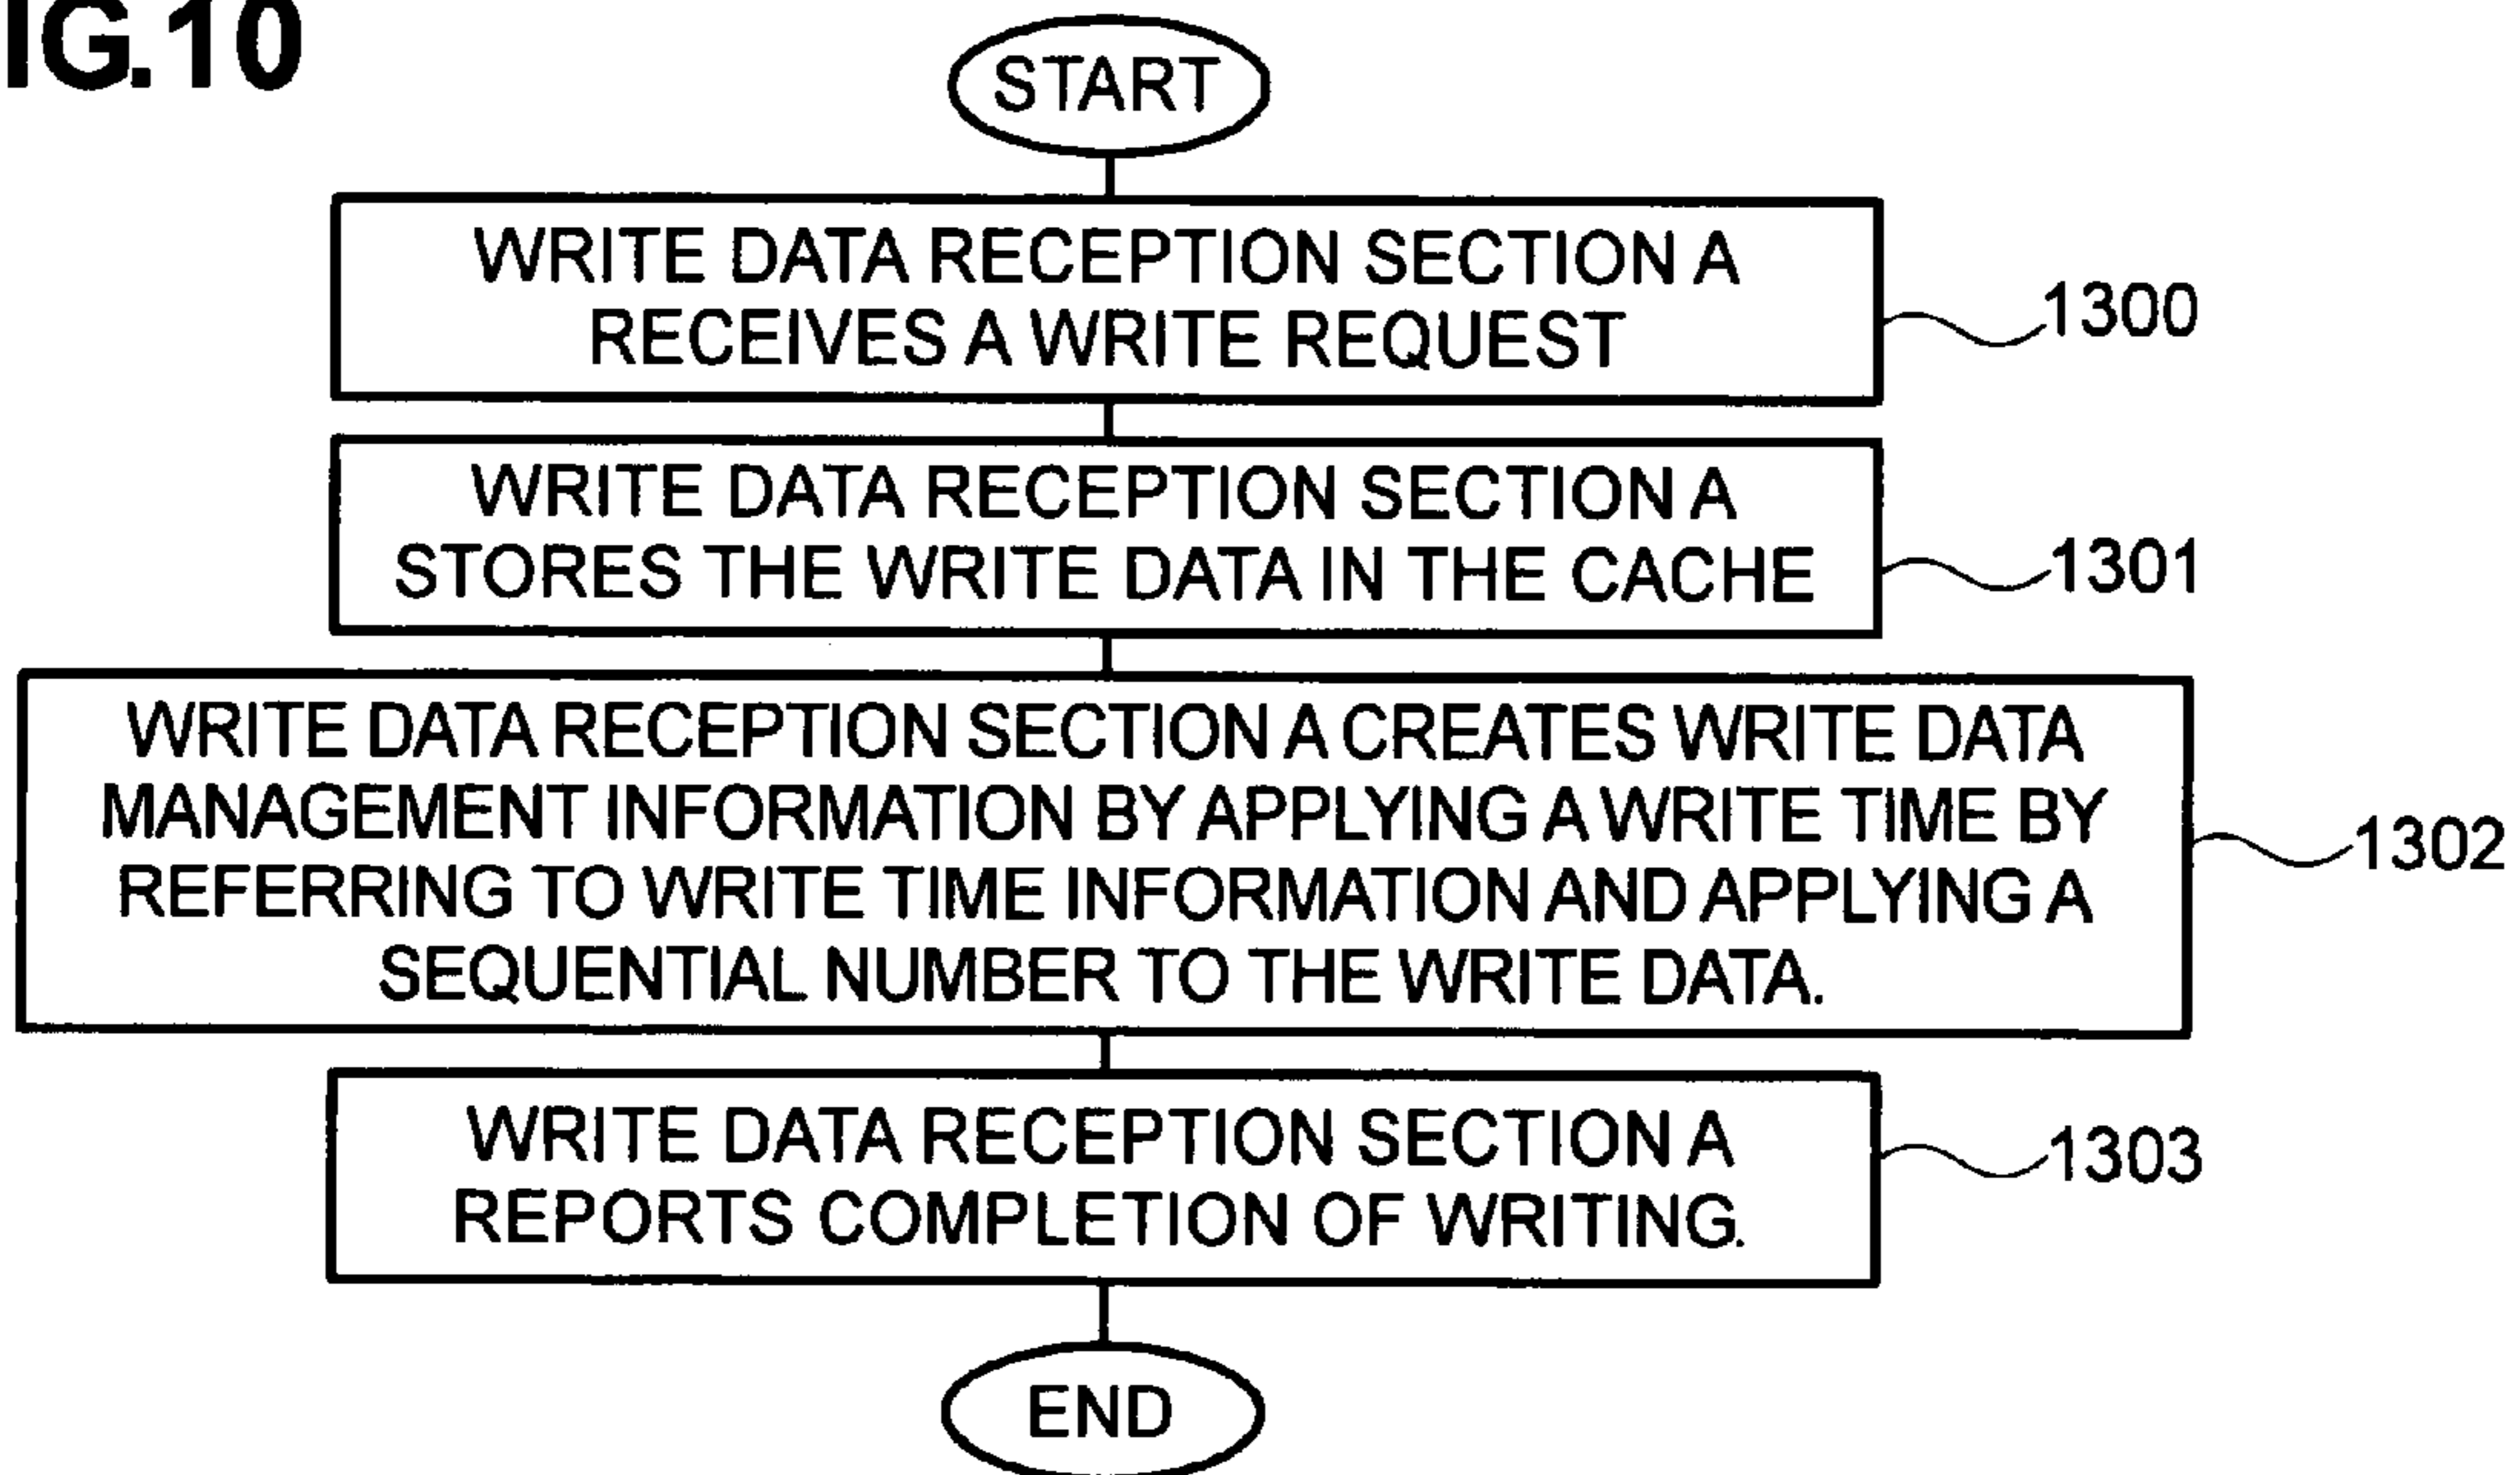 IG.10
START
WRITE DATA RECEPTION SECTION A
RECEIVES A WRITE REQUEST
1300
WRITE DATA RECEPTION SECTION A
STORES THE WRITE DATA IN THE CACHE
1301
WRITE DATA RECEPTION SECTION A CREATES WRITE DATA
MANAGEMENT INFORMATION BY APPLYING A WRITE TIME BY
REFERRING TO WRITE TIME INFORMATION AND APPLYING A
SEQUENTIAL NUMBER TO THE WRITE DATA.
1302
WRITE DATA RECEPTION SECTION A
REPORTS COMPLETION OF WRITING.
1303
END